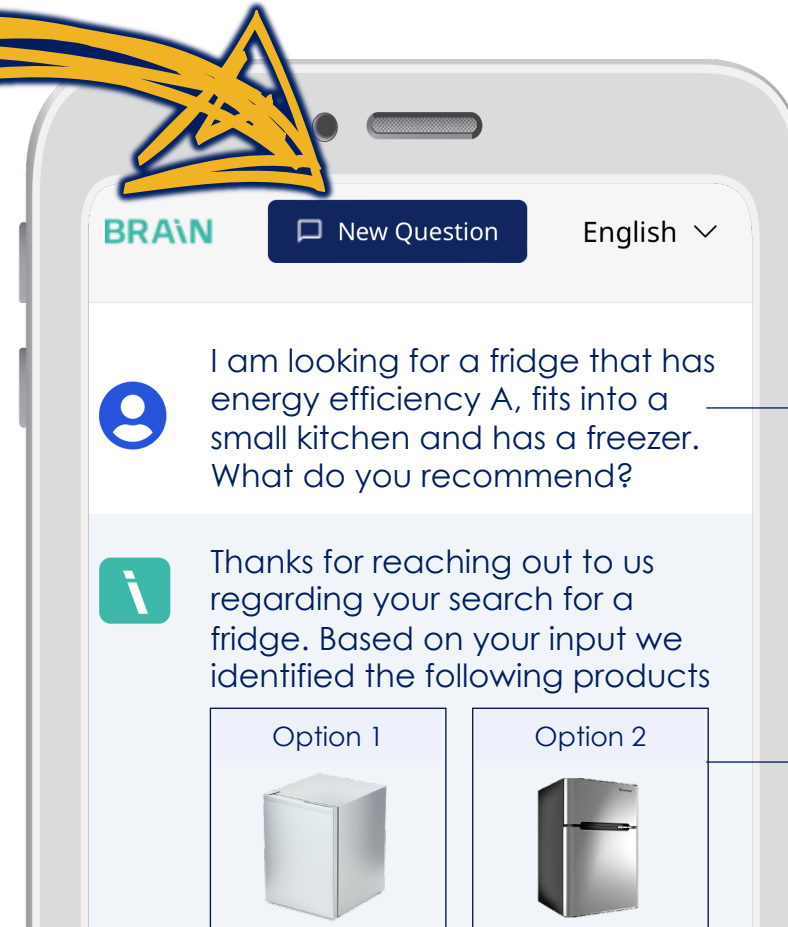 BRAiN
New Question
English
I am looking for a fridge that has
energy efficiency A, fits into a
small kitchen and has a freezer.
What do you recommend?
Thanks for reaching out to us
regarding your search for a
fridge. Based on your input we
identified the following products
Option 1
Option 2